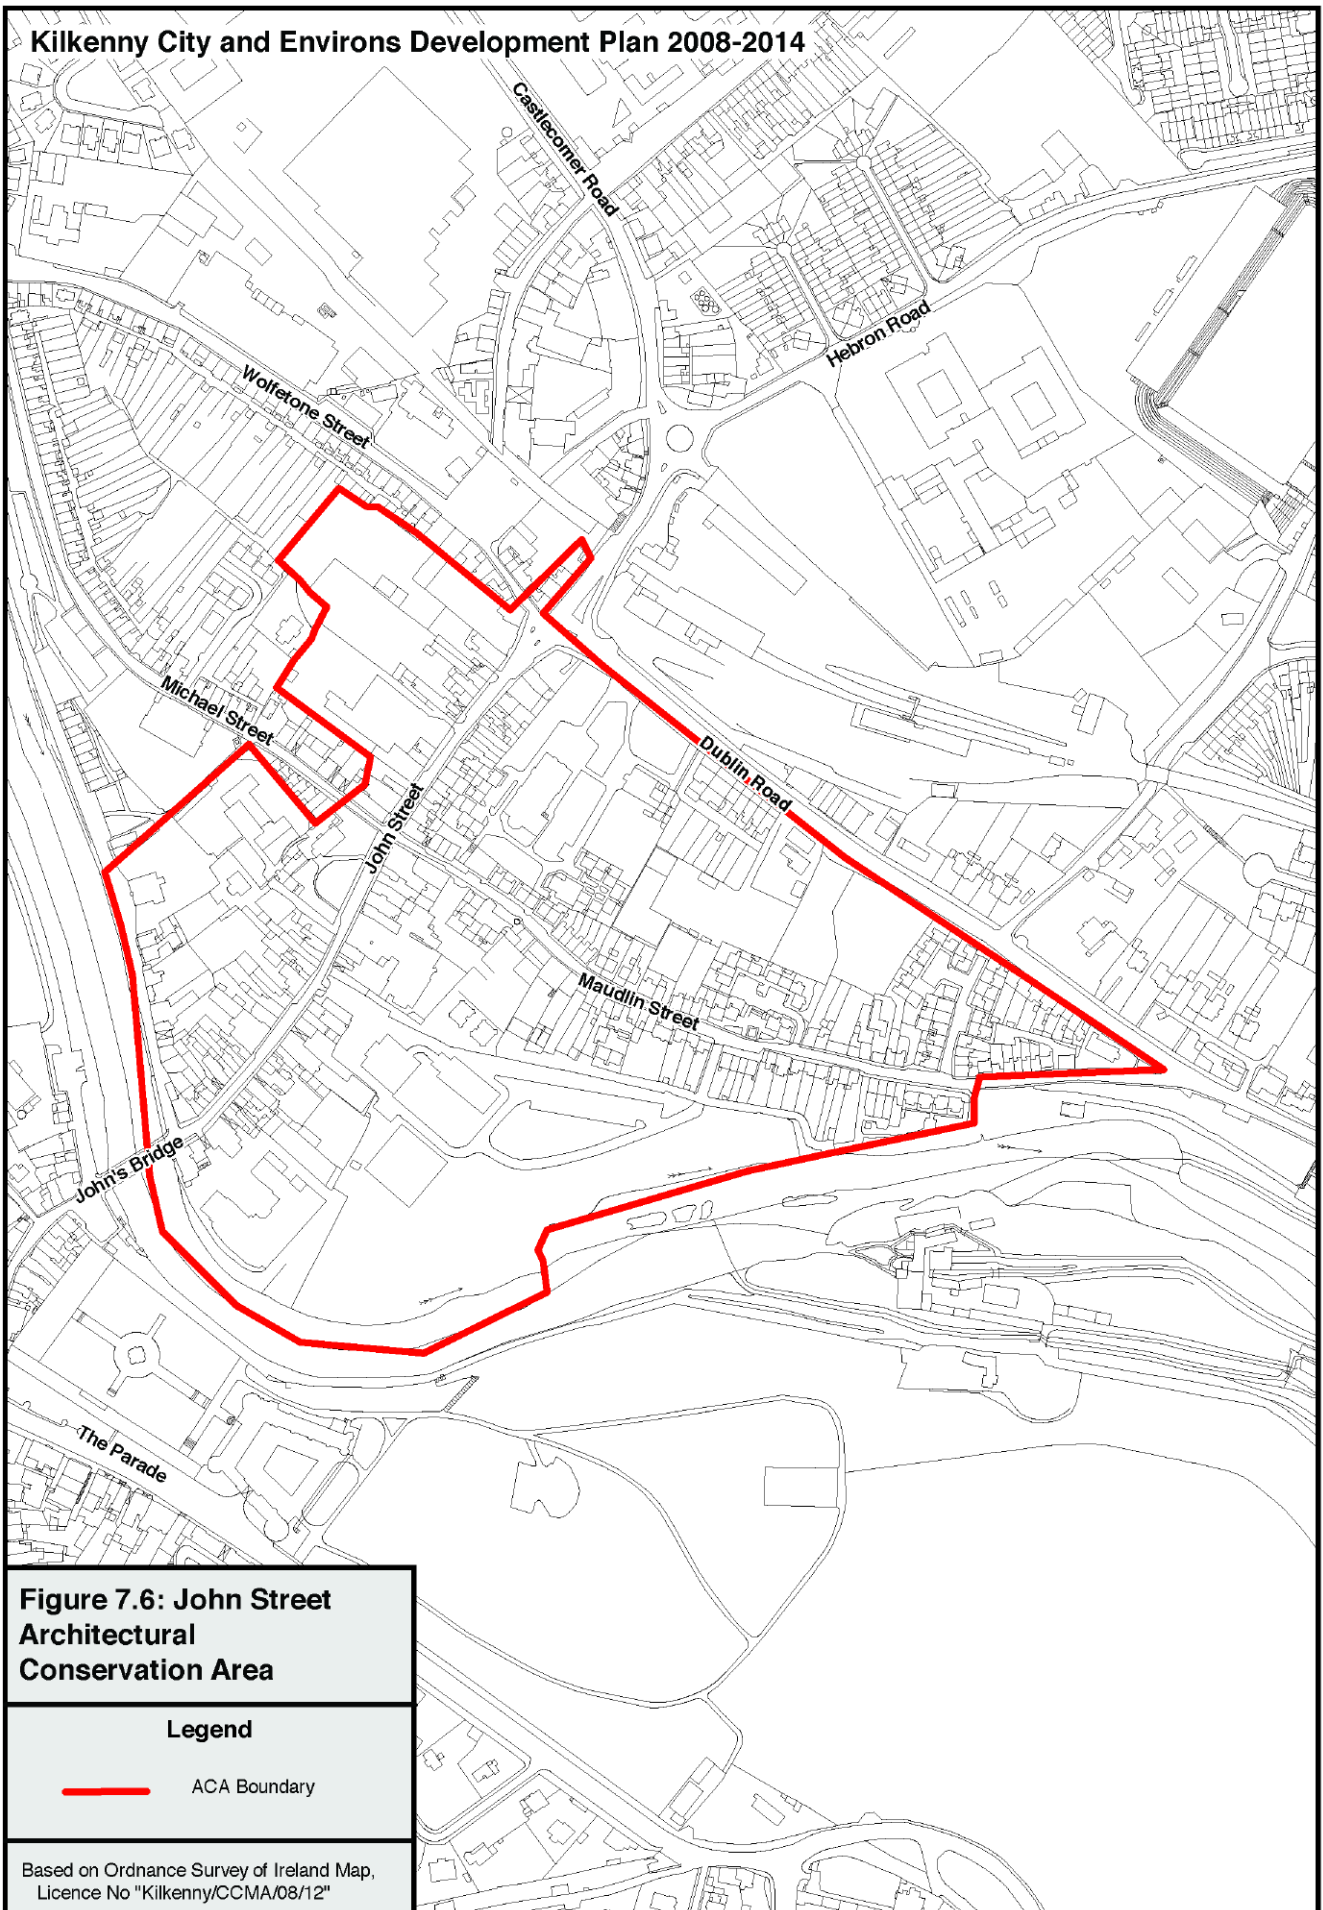 Kilkenny City and Environs Development Plan 2008-2014
Castlecomer Road
Hebron Road
Wolfetone Street
Michael Street
Dublin Road
John Street
Maudlin Street
John's Bridge
The Parade
Figure 7.6: John Street
Architectural
Conservation Area
Legend
ACA Boundary
Based on Ordnance Survey of Ireland Map,
Licence No "Kilkenny/CCMA/08/12"